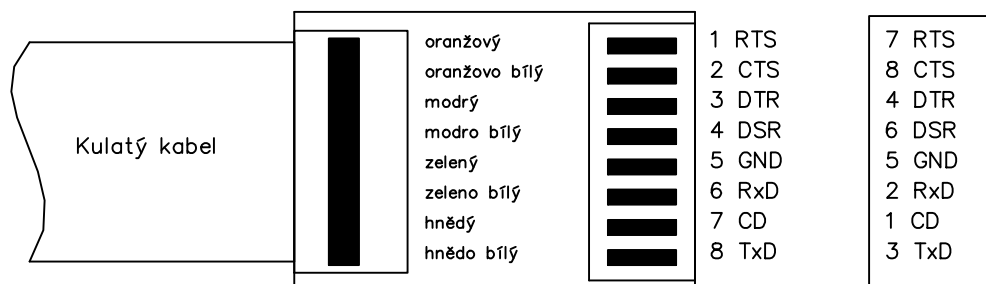 oranžový 1 RTS 7 RTS
oranžovo bílý 2 CTS 8 CTS
modrý 3 DTR 4 DTR
modro bílý 4 DSR 6 DSR
Kulatý kabel
zelený 5 GND 5 GND
zeleno bílý 6 RxD 2 RxD
hnědý 7 CD 1 CD
hnědo bílý 8 TxD 3 TxD